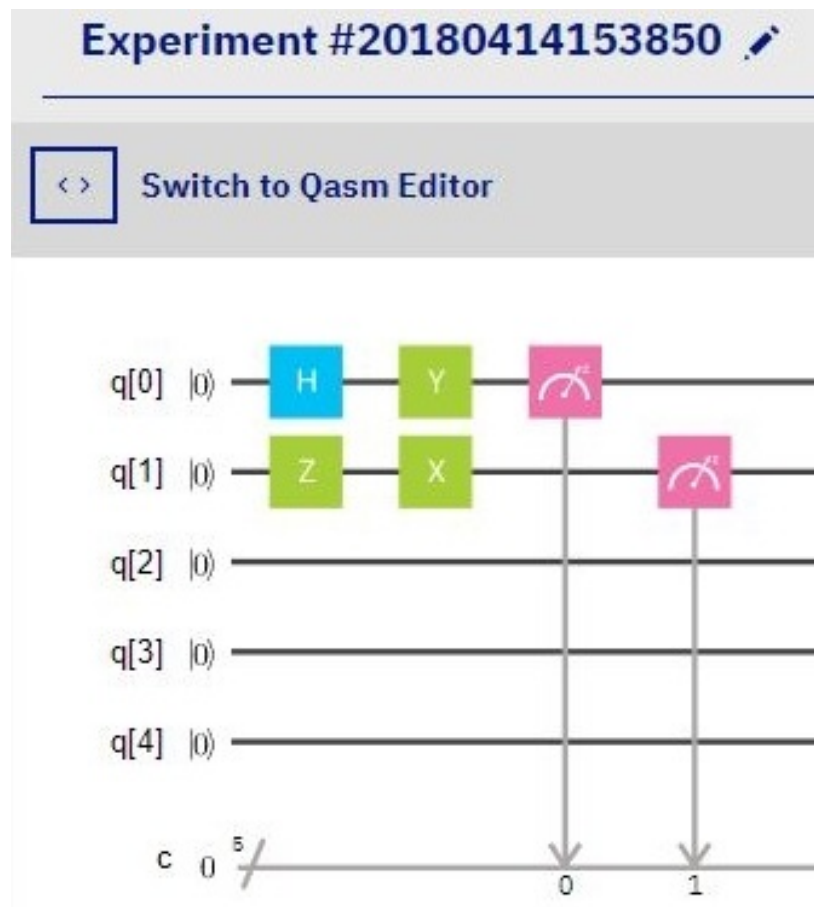 Experiment #20180414153850
<> Switch to Qasm Editor
q[0] |0⟩ H Y z
q[1] |0⟩ Z X z
q[2] |0⟩
q[3] |0⟩
q[4] |0⟩
c 0 5
0 1